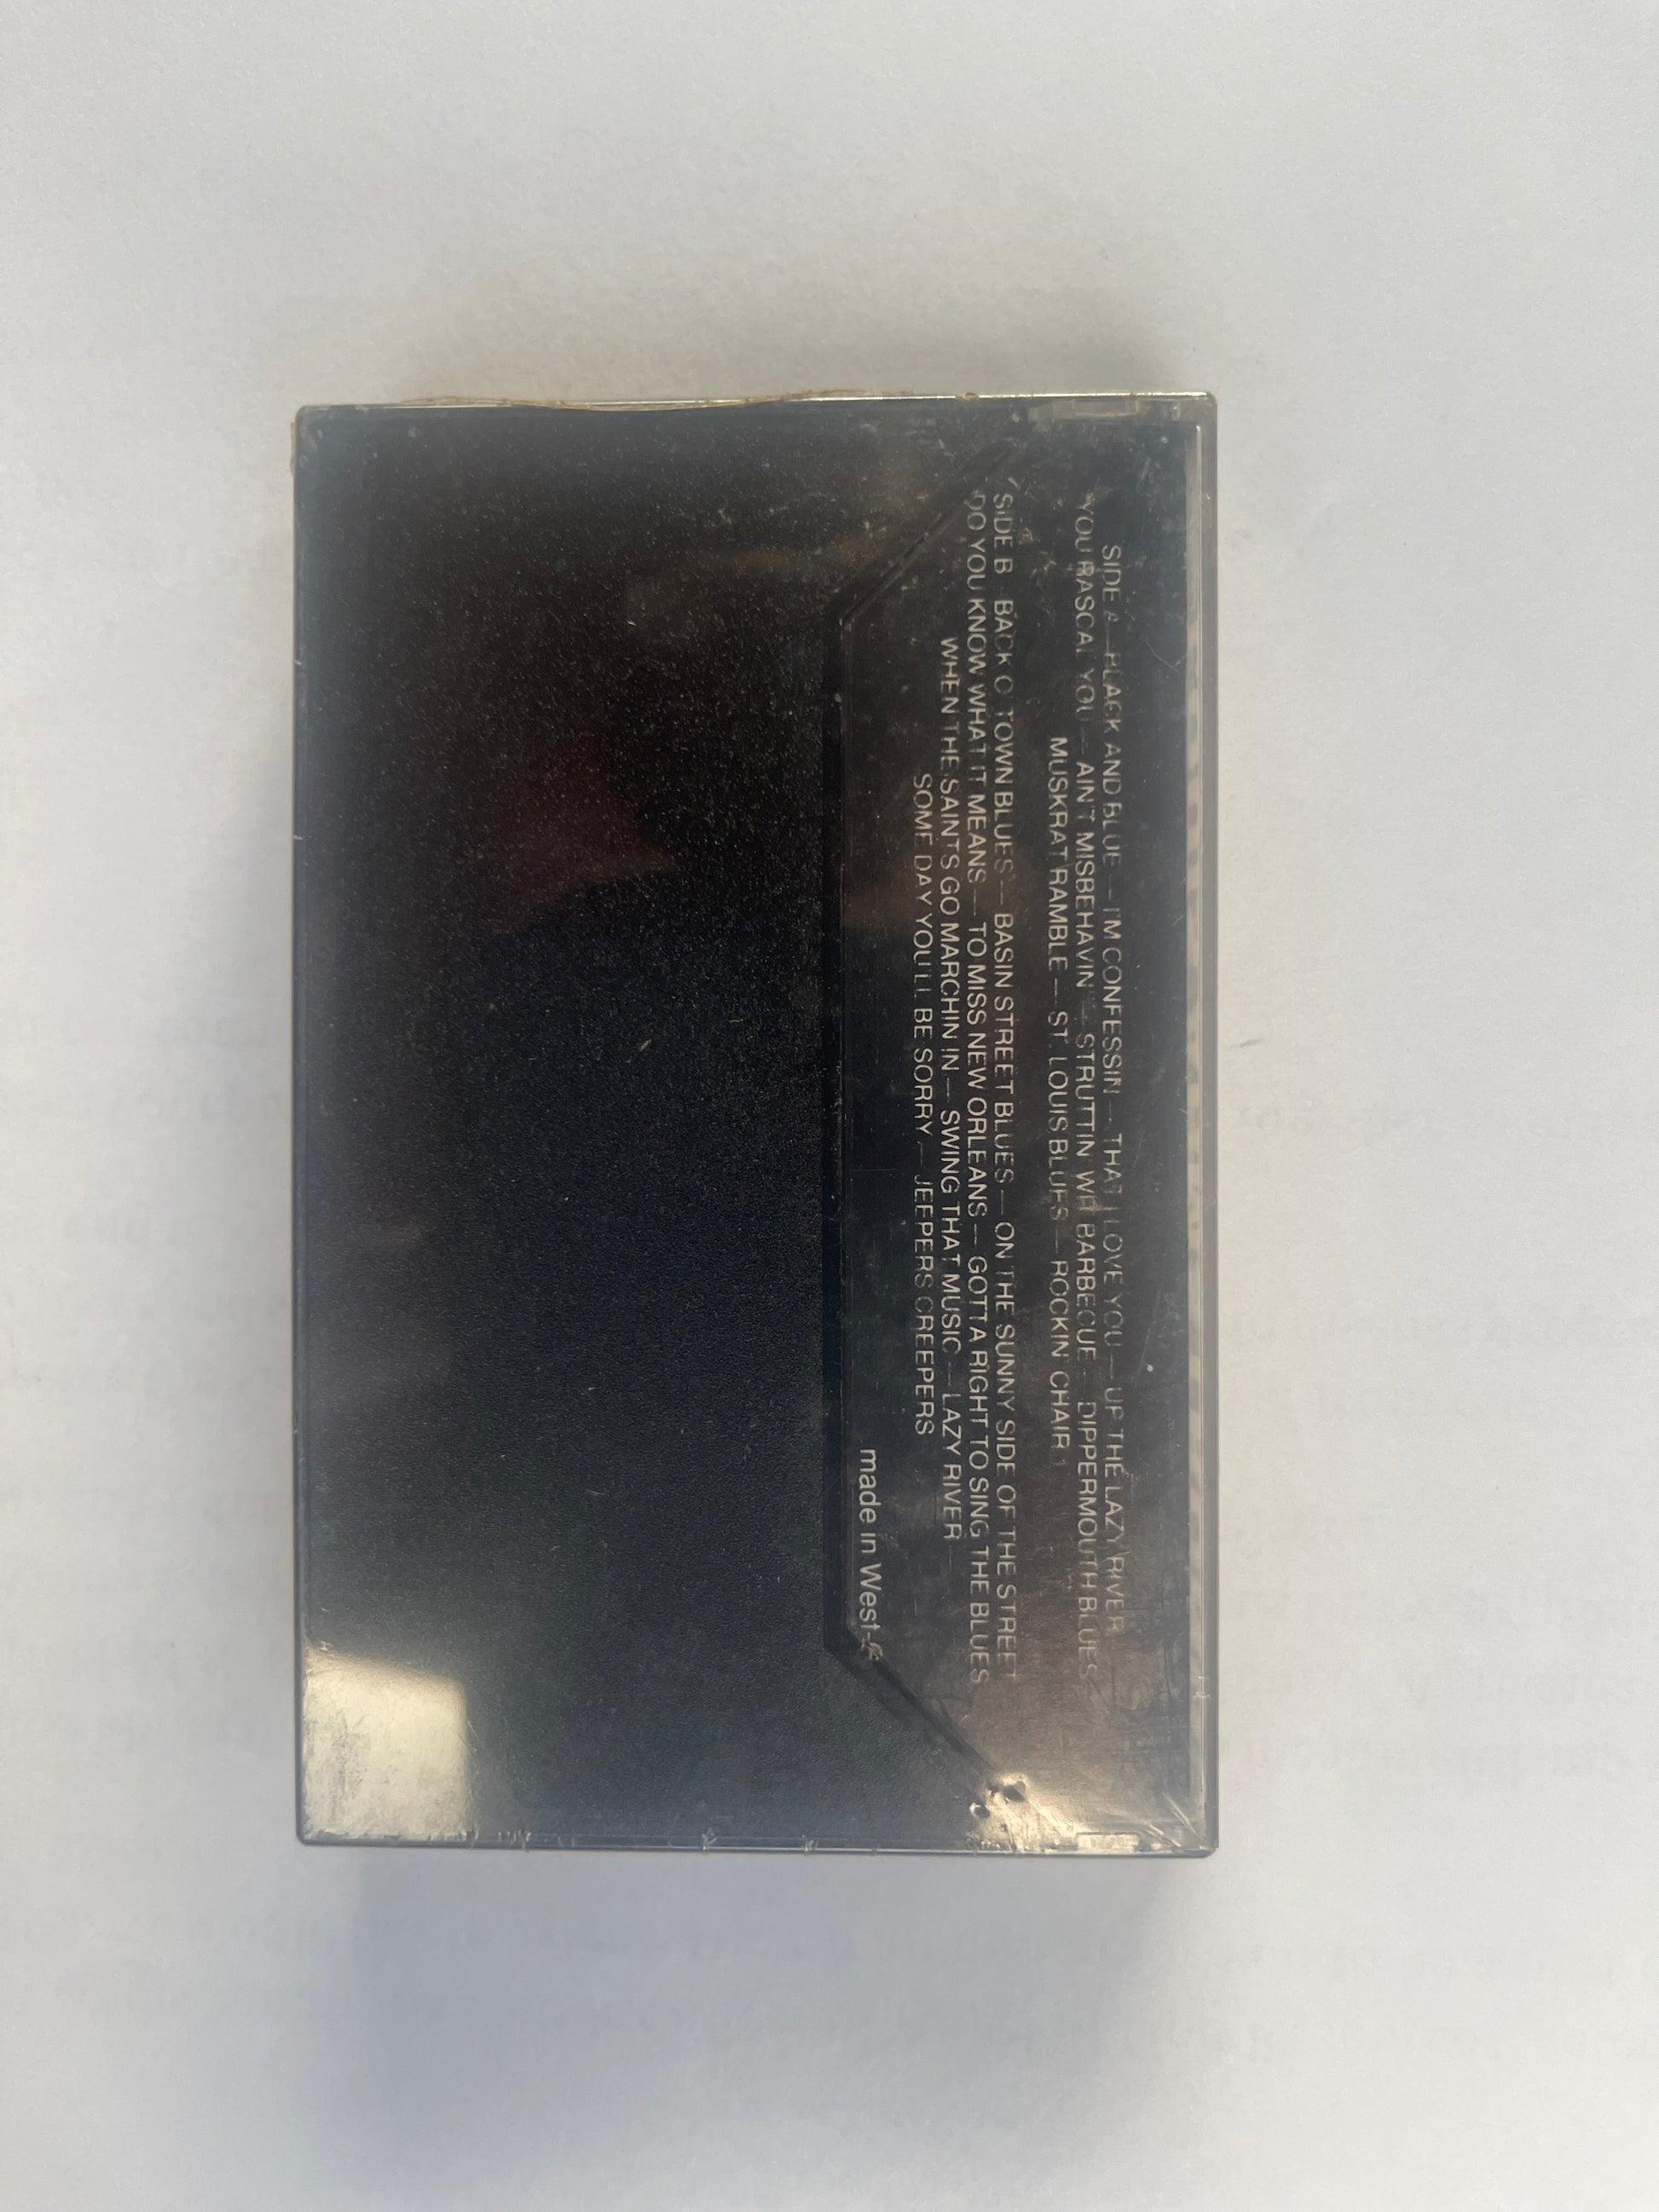 SIDE A — BLACK AND BLUE — I'M CONFESSIN — THAT I LOVE YOU — UP THE LAZY RIVER
YOU RASCAL YOU — AIN'T MISBEHAVIN' — STRUTTIN WITH BARBECUE — DIPPERMOUTH BLUES
MUSKRAT RAMBLE — ST. LOUIS BLUES — ROCKIN' CHAIR
SIDE B BACK O TOWN BLUES — BASIN STREET BLUES — ON THE SUNNY SIDE OF THE STREET
DO YOU KNOW WHAT IT MEANS — TO MISS NEW ORLEANS — GOTTA RIGHT TO SING THE BLUES
WHEN THE SAINTS GO MARCHIN IN — SWING THAT MUSIC — LAZY RIVER
SOME DAY YOU'LL BE SORRY — JEEPERS CREEPERS
made in West-